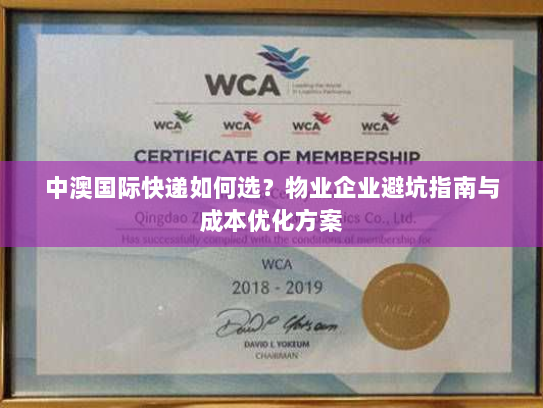 WCA
Leading the World
in Logistics Partnering
WCA WCA WCA WCA
CERTIFICATE OF MEMBERSHIP
中澳国际快递如何选？物业企业避坑指南与
成本优化方案
Qingdao Z cs Co., Ltd.
Has successfully complied with the conditions of membership for
WCA
2018 - 2019
DAVID L YOKEUM
CHAIRMAN